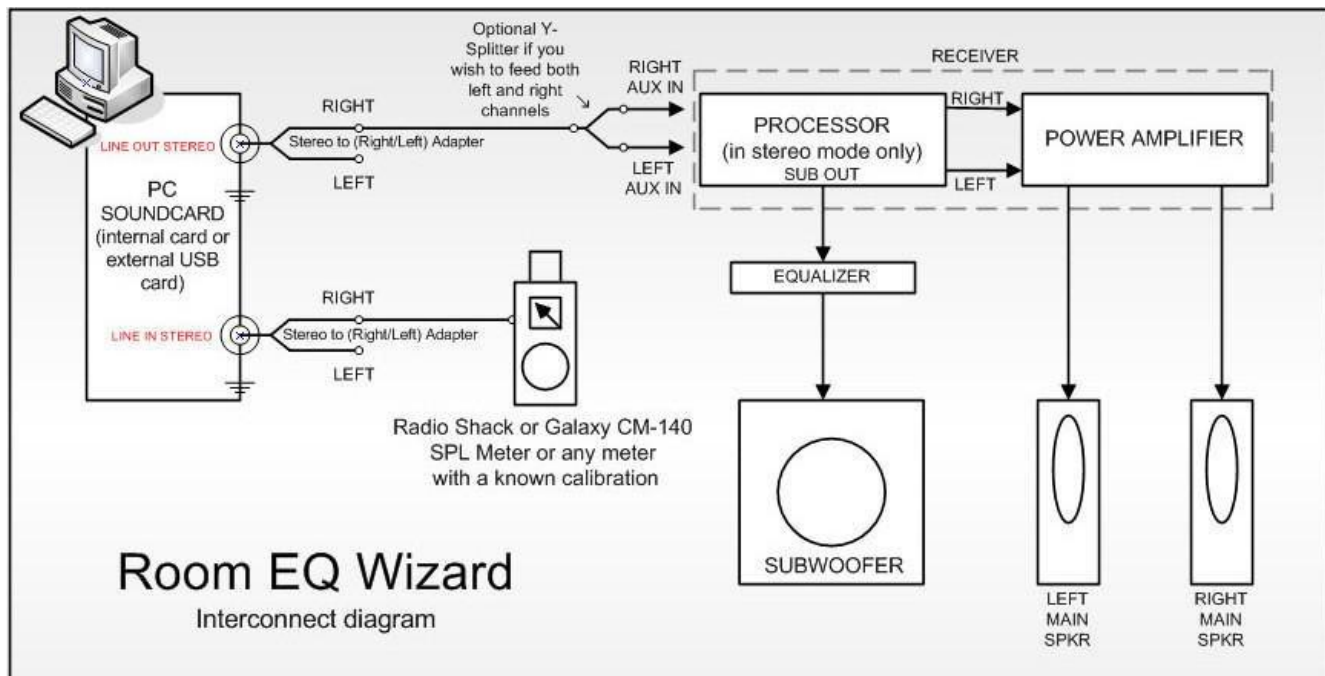 Optional Y-
Splitter if you
wish to feed both
left and right
channels
RIGHT
AUX IN
LEFT
AUX IN
RECEIVER
RIGHT
LEFT
PROCESSOR
(in stereo mode only)
SUB OUT
POWER AMPLIFIER
LINE OUT STEREO
RIGHT
Stereo to (Right/Left) Adapter
LEFT
PC
SOUNDCARD
(internal card or
external USB
card)
LINE IN STEREO
RIGHT
Stereo to (Right/Left) Adapter
LEFT
EQUALIZER
Radio Shack or Galaxy CM-140
SPL Meter or any meter
with a known calibration
SUBWOOFER
LEFT
MAIN
SPKR
RIGHT
MAIN
SPKR
Room EQ Wizard
Interconnect diagram